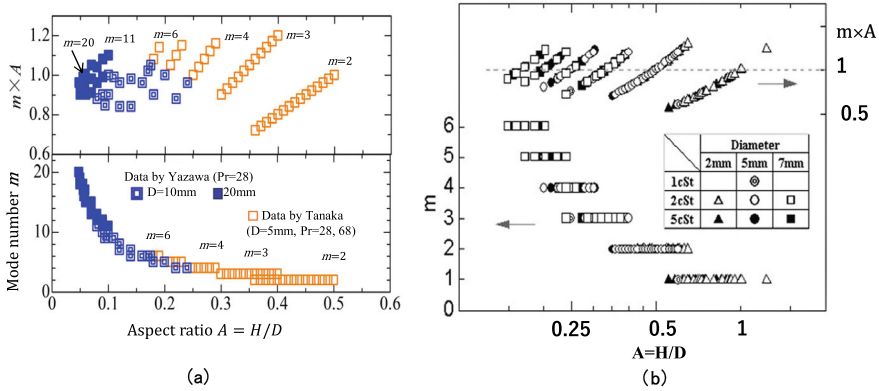 (a)
1.2
1.0
0.8
0.6
m × A
m=20
m=11
m=6
m=4
m=3
m=2
20
10
0
Mode number m
Data by Yazawa (Pr=28)
D=10mm
20mm
Data by Tanaka
(D=5mm, Pr=28, 68)
m=6
m=4
m=3
m=2
0
0.1
0.2
0.3
0.4
0.5
Aspect ratio A = H/D
(a)
b)
m×A
1
0.5
6
5
4
3
2
1
0
m
Diameter
2mm
5mm
7mm
1cSt
2cSt
5cSt
0.25
0.5
1
A=H/D
(b)